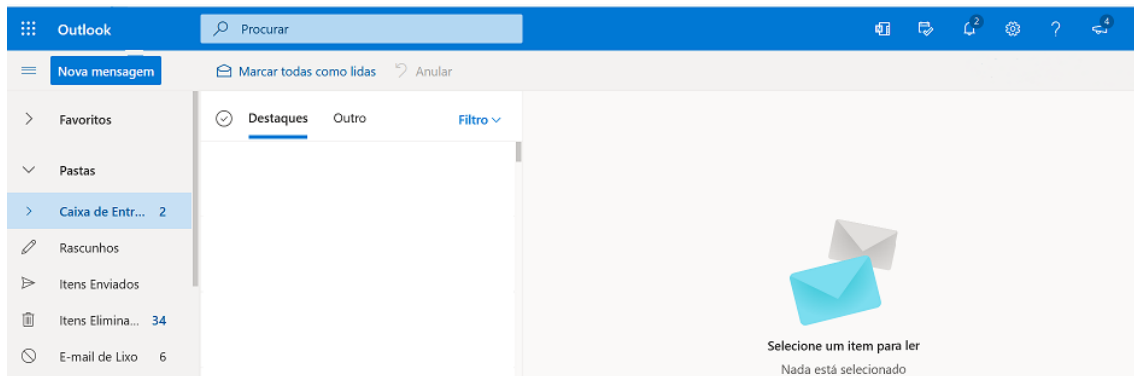 Outlook
Procurar
2
4
Nova mensagem
Marcar todas como lidas
Anular
Favoritos
Destaques
Outro
Filtro
Pastas
Caixa de Entr... 2
Rascunhos
Itens Enviados
Itens Elimina... 34
E-mail de Lixo 6
Selecione um item para ler
Nada está selecionado